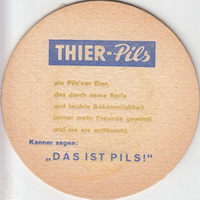 THIER-Pils
ein Pils'ner Bier,
das durch seine Reife
und leichte Bekömmlichkeit
immer mehr Freunde gewinnt
und sie nie enttäuscht.
Kenner sagen:
„DAS IST PILS!"